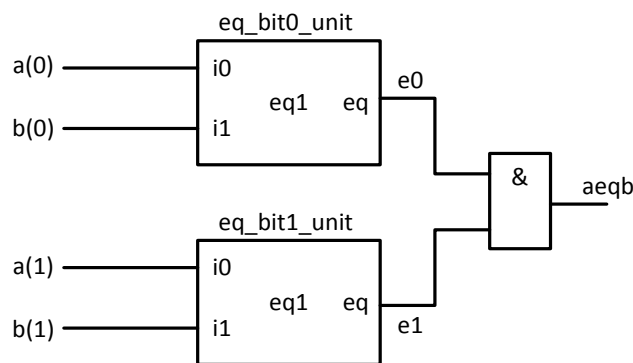 eq_bit0_unit
a(0)
i0
e0
eq1
eq
b(0)
i1
&
aeqb
eq_bit1_unit
a(1)
i0
eq1
eq
b(1)
i1
e1